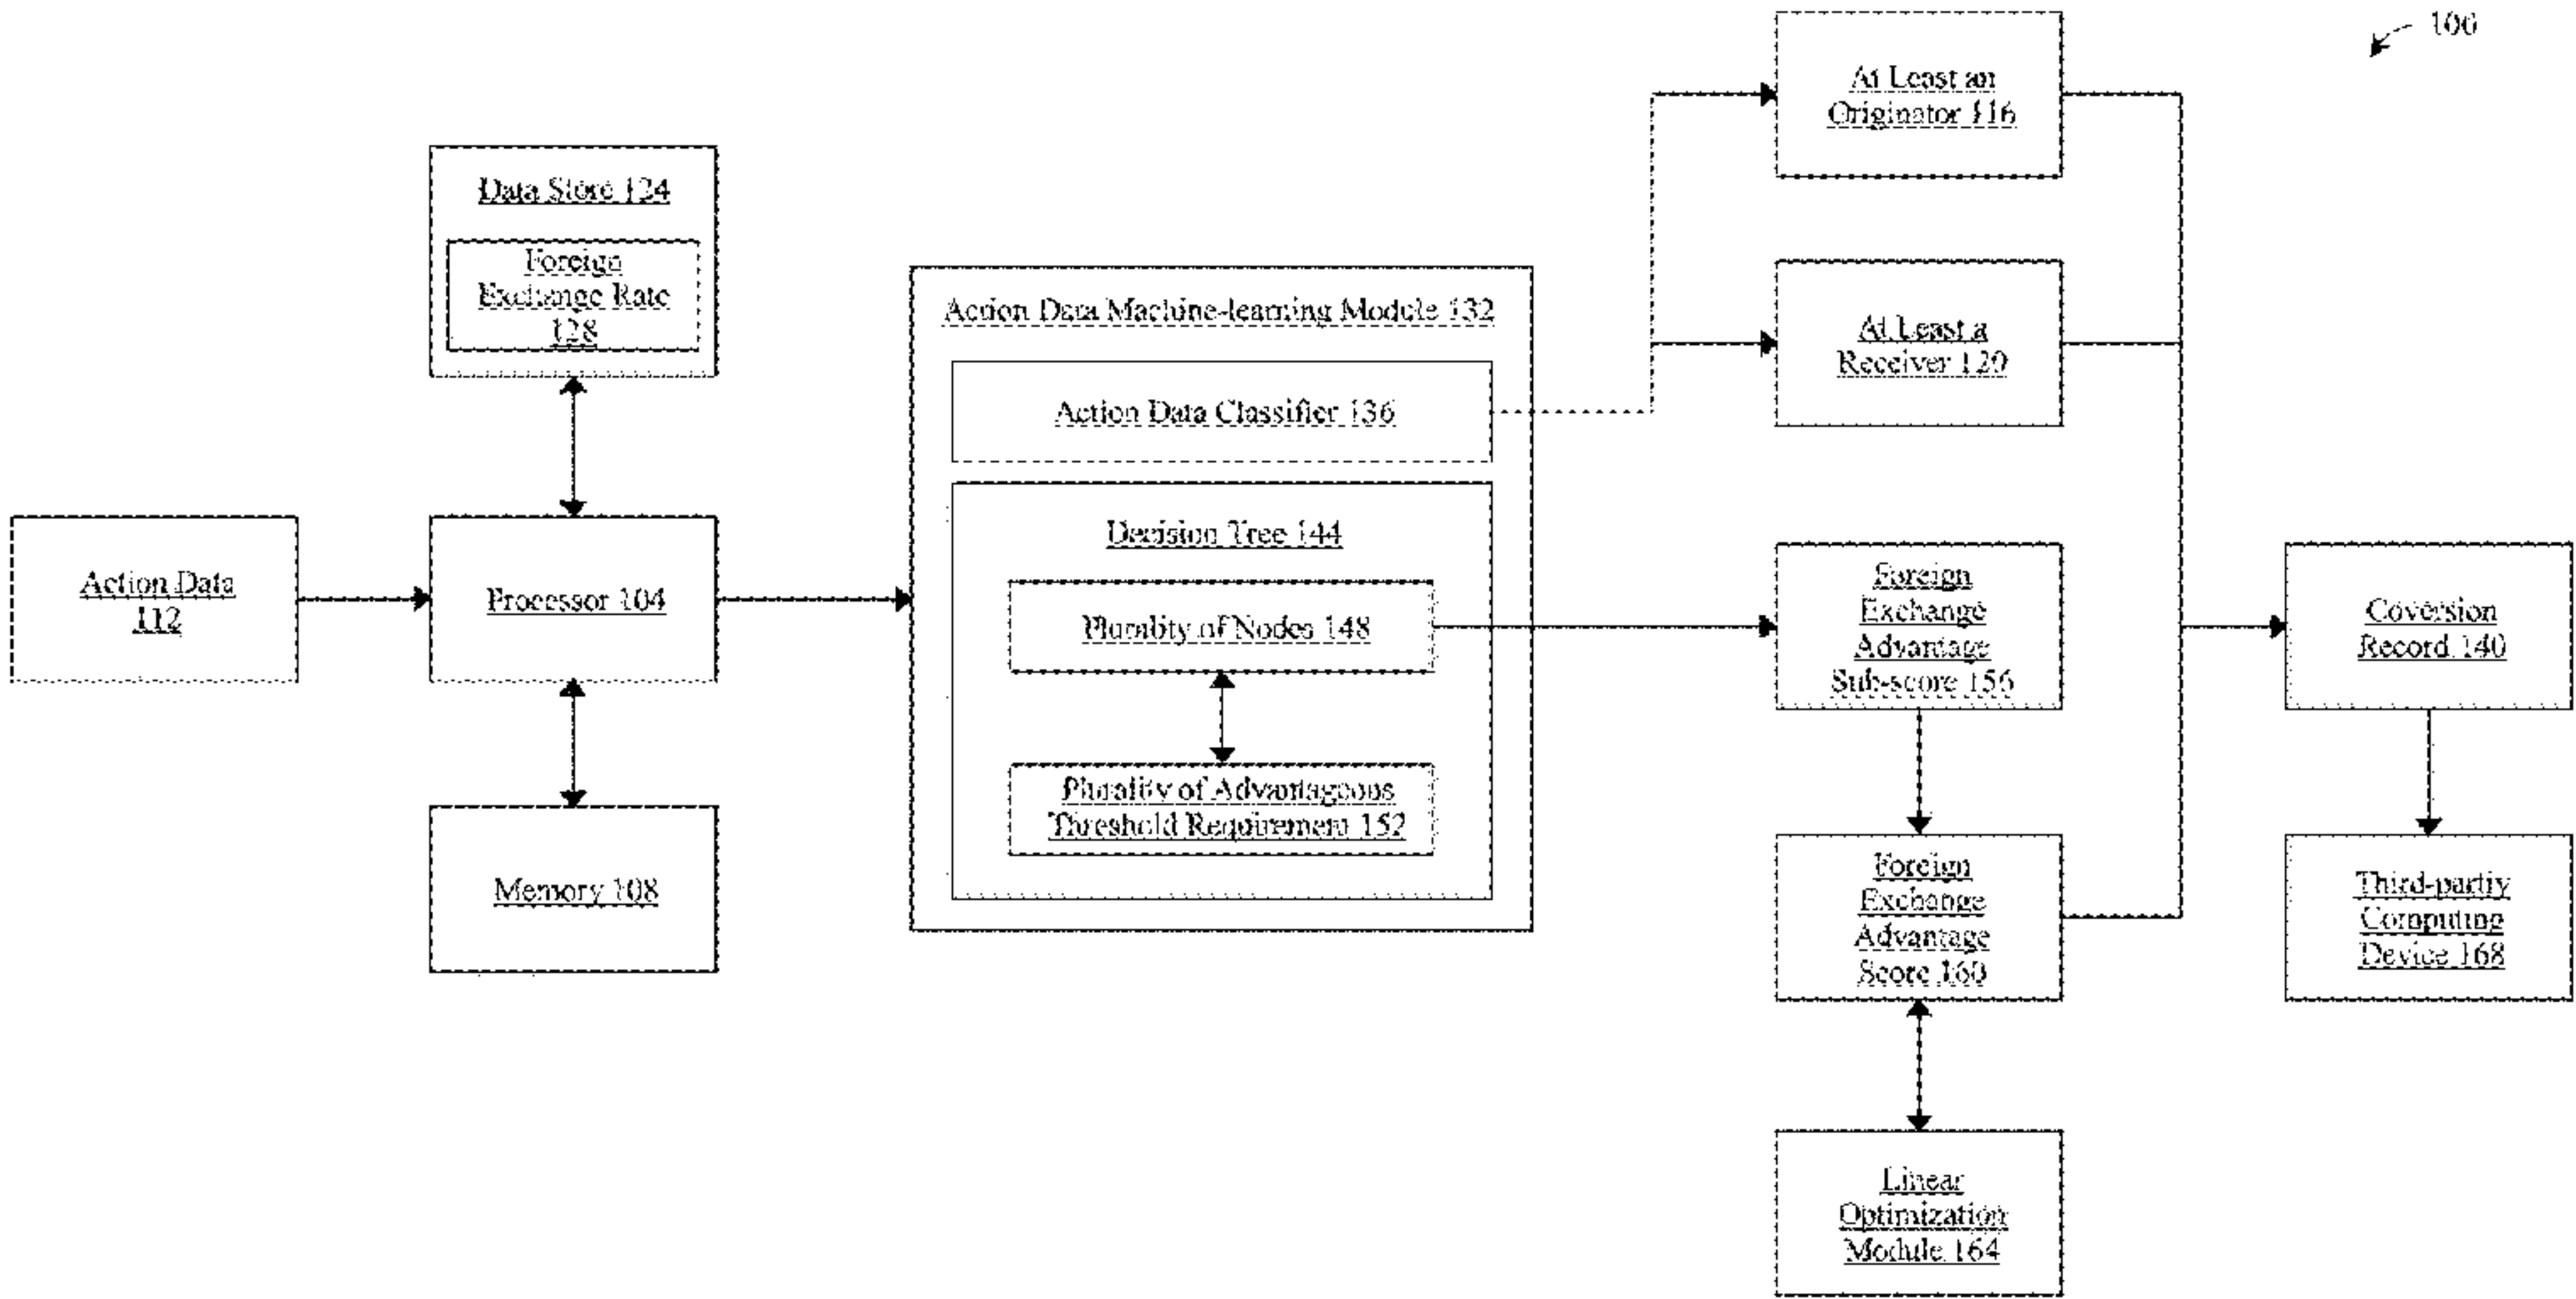 100
At Least an
Originator 116
Data Store 124
Foreign
Exchange Rate
128
Action Data Machine-learning Module 132
At Least a
Receiver 120
Action Data Classifier 136
Decision Tree 144
Action Data
112
Processor 104
Plurality of Nodes 148
Foreign
Exchange
Advantage
Sub-score 156
Coversion
Record 140
Plurality of Advantageous
Threshold Requirement 152
Memory 108
Foreign
Exchange
Advantage
Score 160
Third-partiy
Computing
Device 168
Linear
Optimization
Module 164